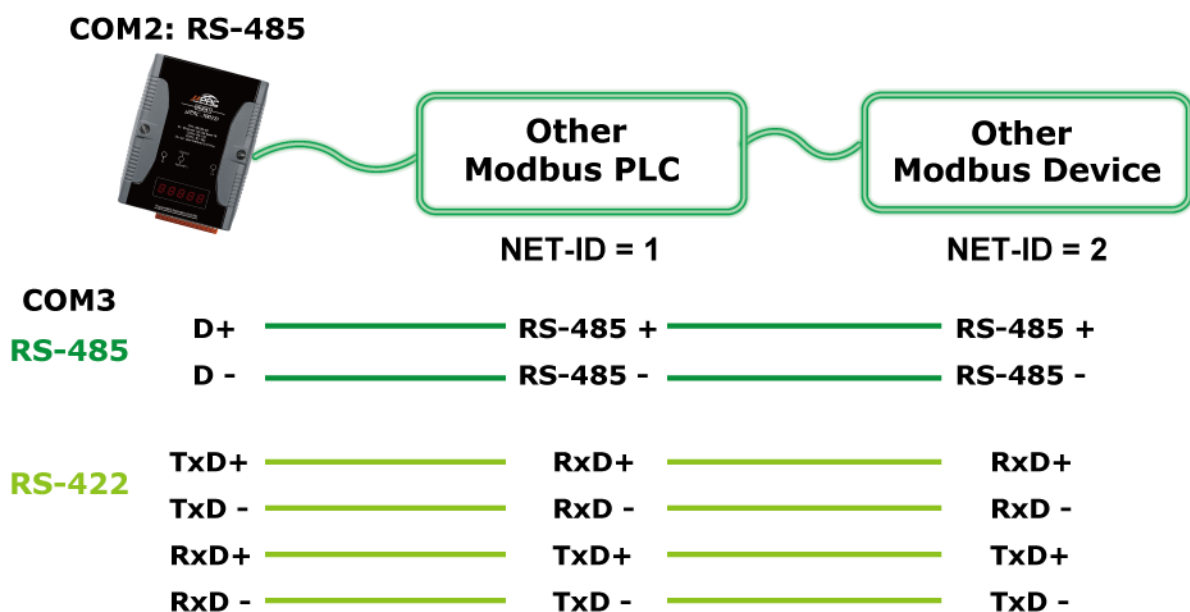 COM2: RS-485
Other
Modbus PLC
Other
Modbus Device
NET-ID = 1
NET-ID = 2
COM3
RS-485
D+ RS-485 + RS-485 +
D - RS-485 - RS-485 -
RS-422
TxD+ RxD+ RxD+
TxD - RxD - RxD -
RxD+ TxD+ TxD+
RxD - TxD - TxD -